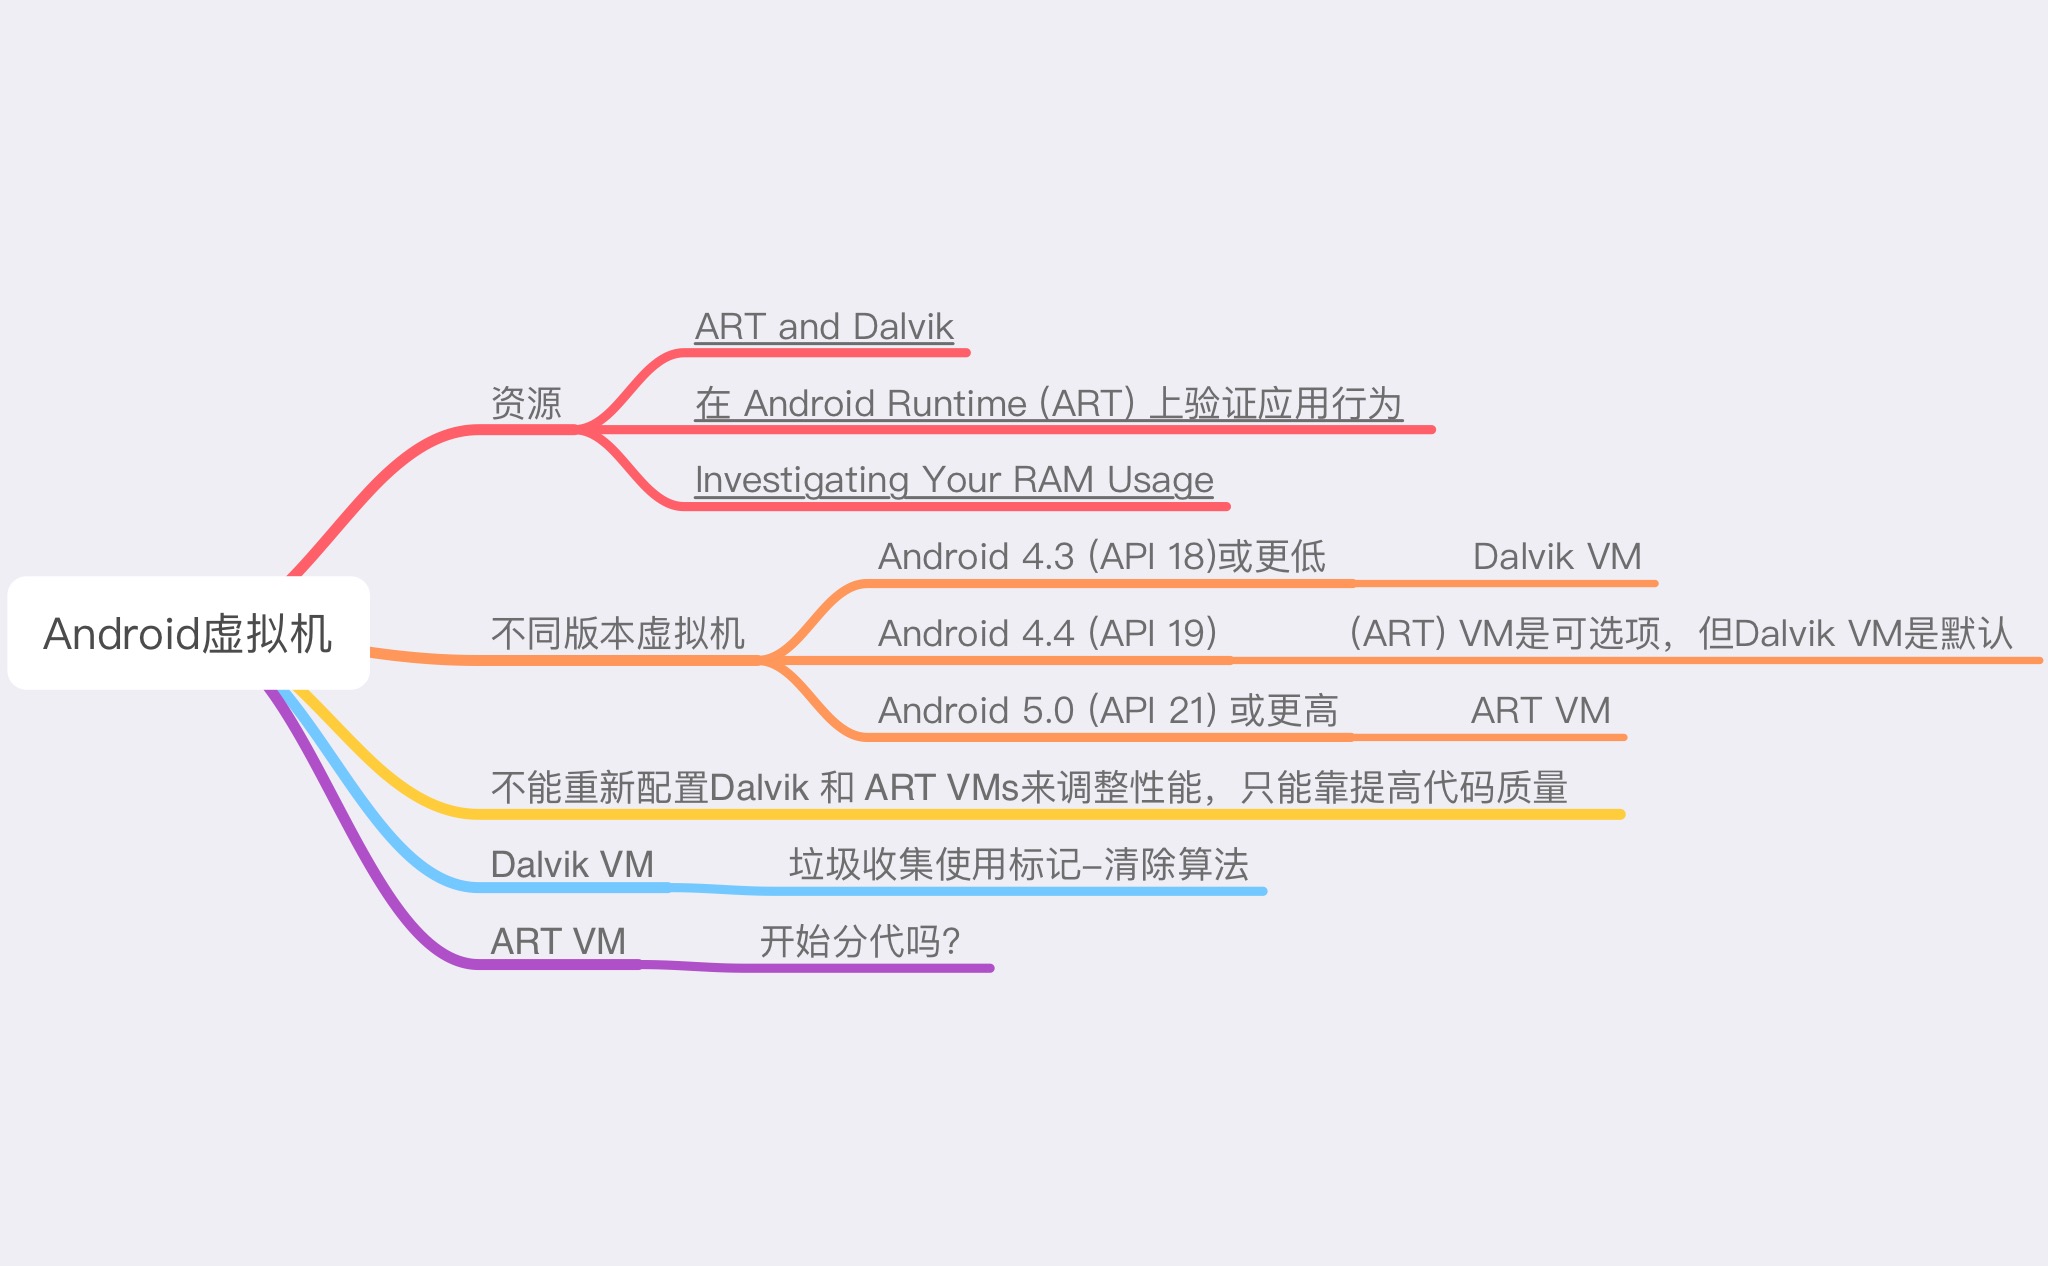 Android虚拟机
资源
ART and Dalvik
在 Android Runtime (ART) 上验证应用行为
Investigating Your RAM Usage
不同版本虚拟机
Android 4.3 (API 18)或更低
Dalvik VM
Android 4.4 (API 19)
(ART) VM是可选项，但Dalvik VM是默认
Android 5.0 (API 21) 或更高
ART VM
不能重新配置Dalvik 和 ART VMs来调整性能，只能靠提高代码质量
Dalvik VM
垃圾收集使用标记-清除算法
ART VM
开始分代吗？